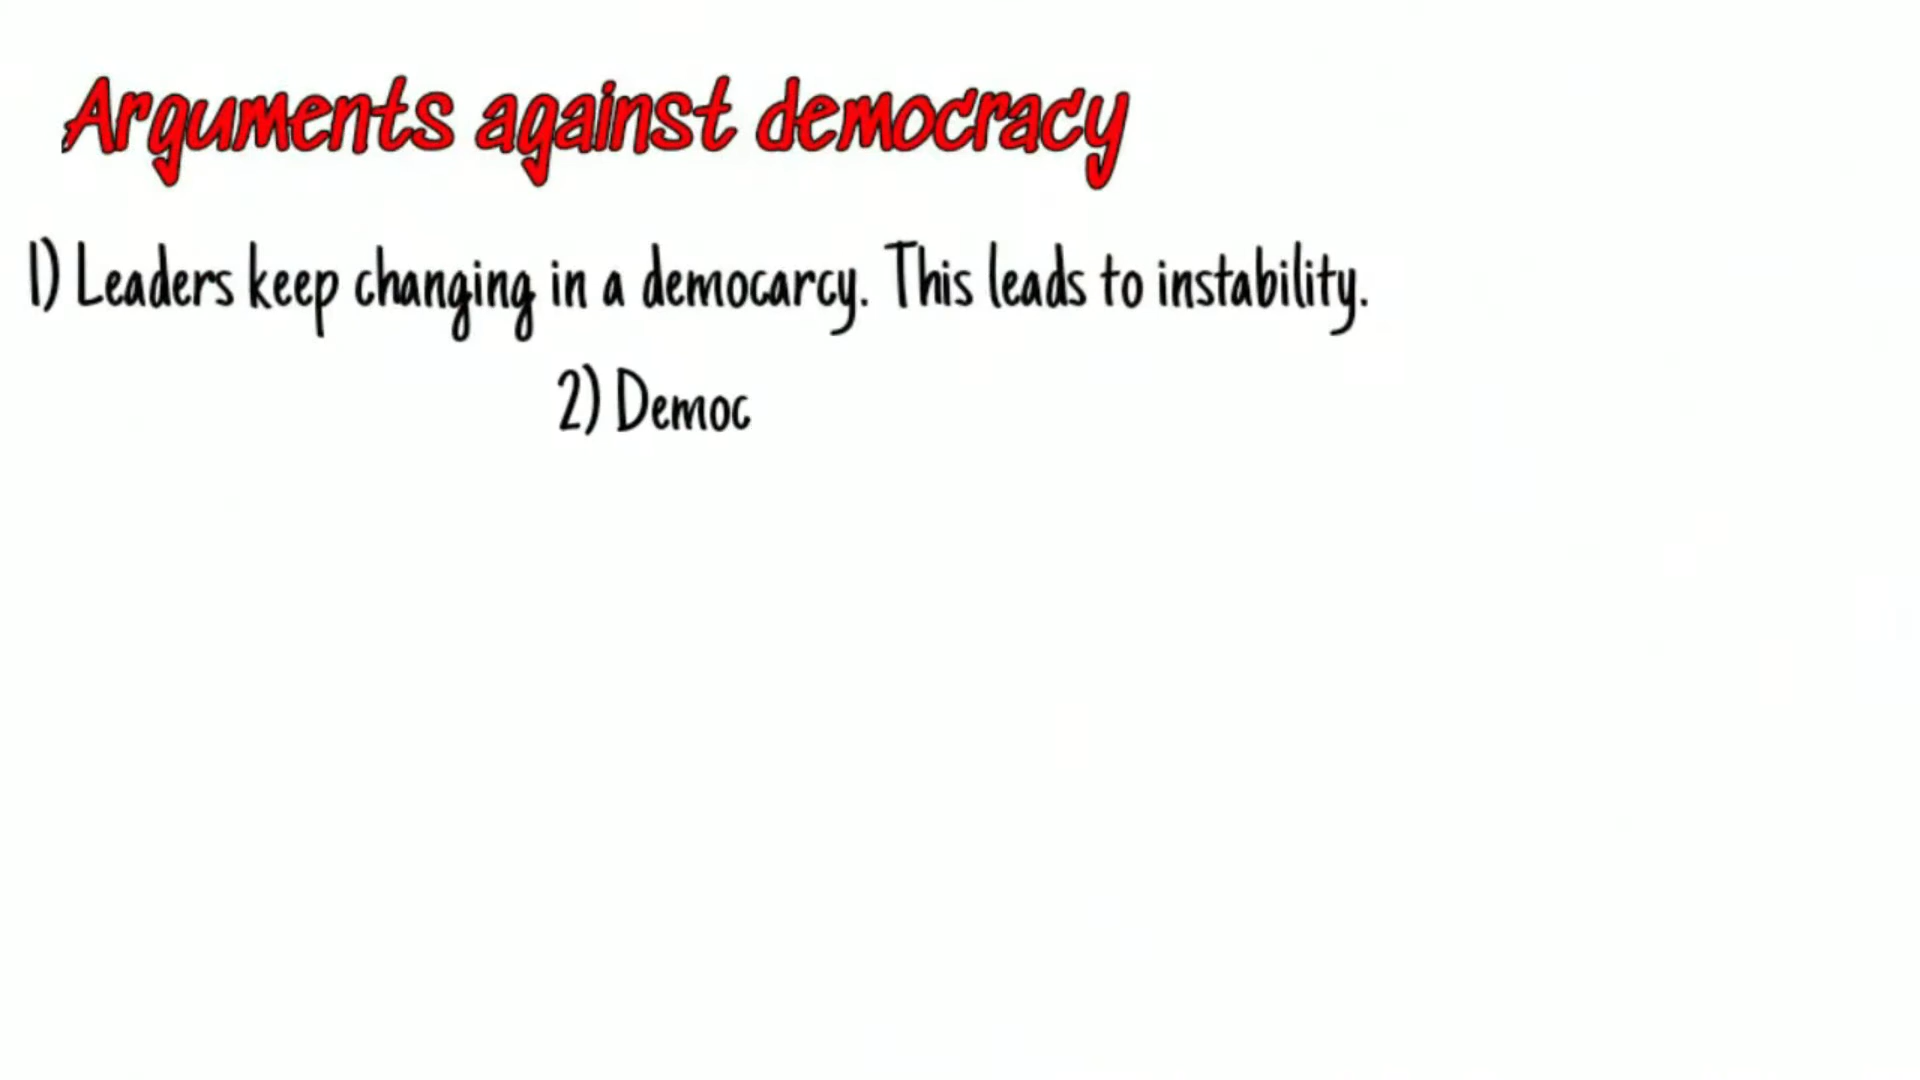 Arguments against democracy
1) Leaders keep changing in a democarcy. This leads to instability.
2) Democ